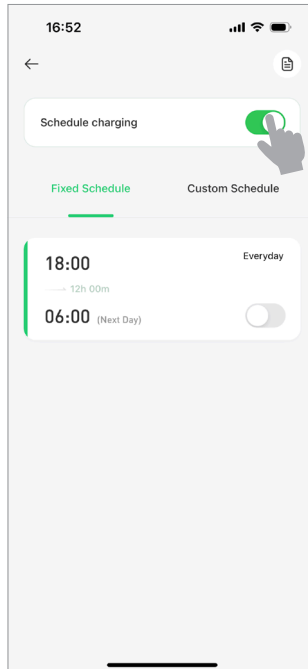 16:52
Schedule charging
Fixed Schedule
Custom Schedule
18:00
Everyday
12h 00m
06:00 (Next Day)